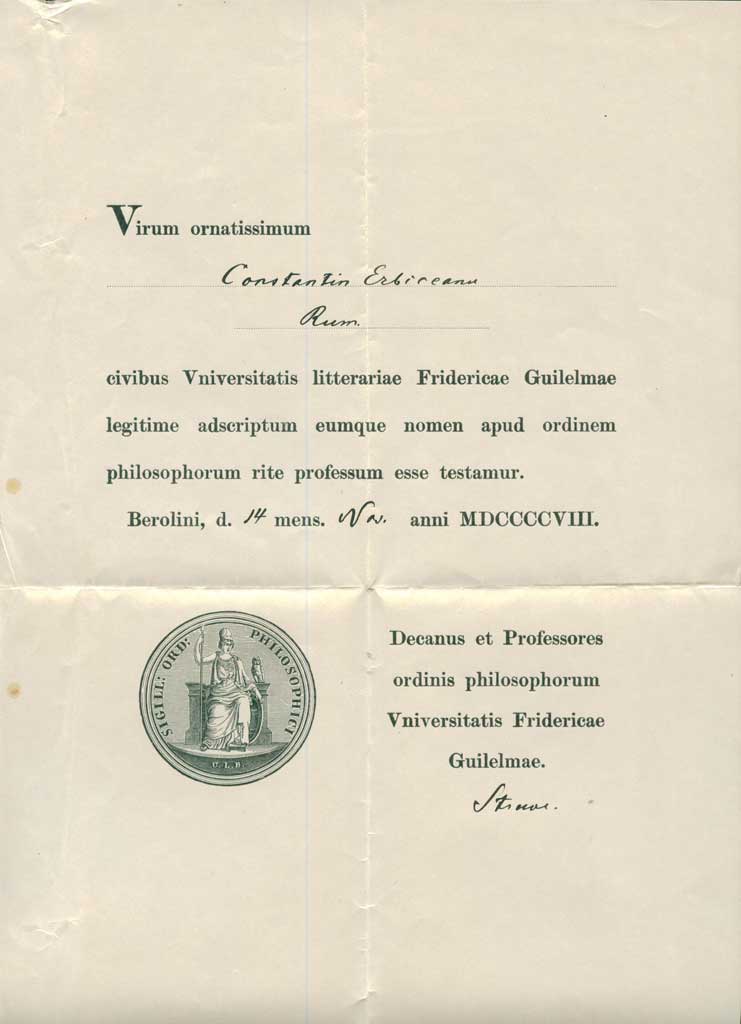 Virum ornatissimum
Constantin Erbiceanu
Rum.
civibus Vniversitatis litterariae Fridericae Guilelmae
legitime adscriptum eumque nomen apud ordinem
philosophorum rite professum esse testamur.
Berolini, d. 14 mens. Nov. anni MDCCCCVIII.
SIGILL: ORD: PHILOSOPHICI
U. L. B.
Decanus et Professores
ordinis philosophorum
Vniversitatis Fridericae
Guilelmae.
Struve.